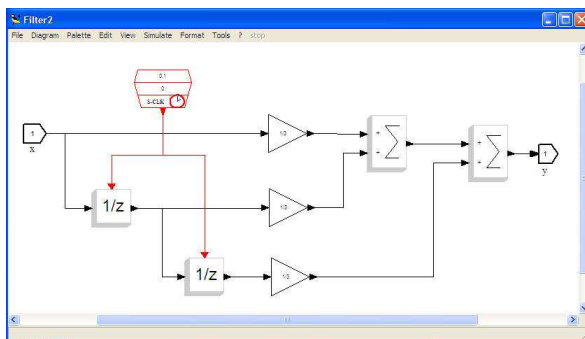 Filter2
File Diagram Palette Edit View Simulate Format Tools ? stop
0.1
0
S-CLK
1
x
1/3
+
+
Σ
+
+
Σ
1
y
1/z
1/3
1/z
1/3